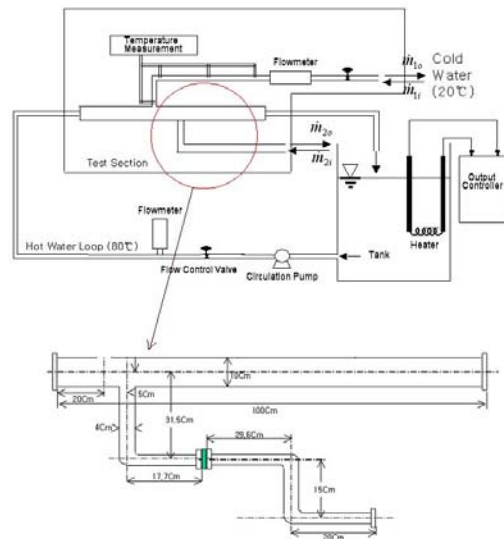 Temperature
Measurement
Flowmeter
ṁ1o
Cold
Water
(20℃)
ṁ1i
ṁ2o
ṁ2i
Test Section
Flowmeter
Output
Controller
Hot Water Loop (80℃)
Heater
Flow Control Valve
Tank
Circulation Pump
10Cm
5Cm
20Cm
100Cm
4Cm
31.5Cm
29.6Cm
17.7Cm
15Cm
20Cm